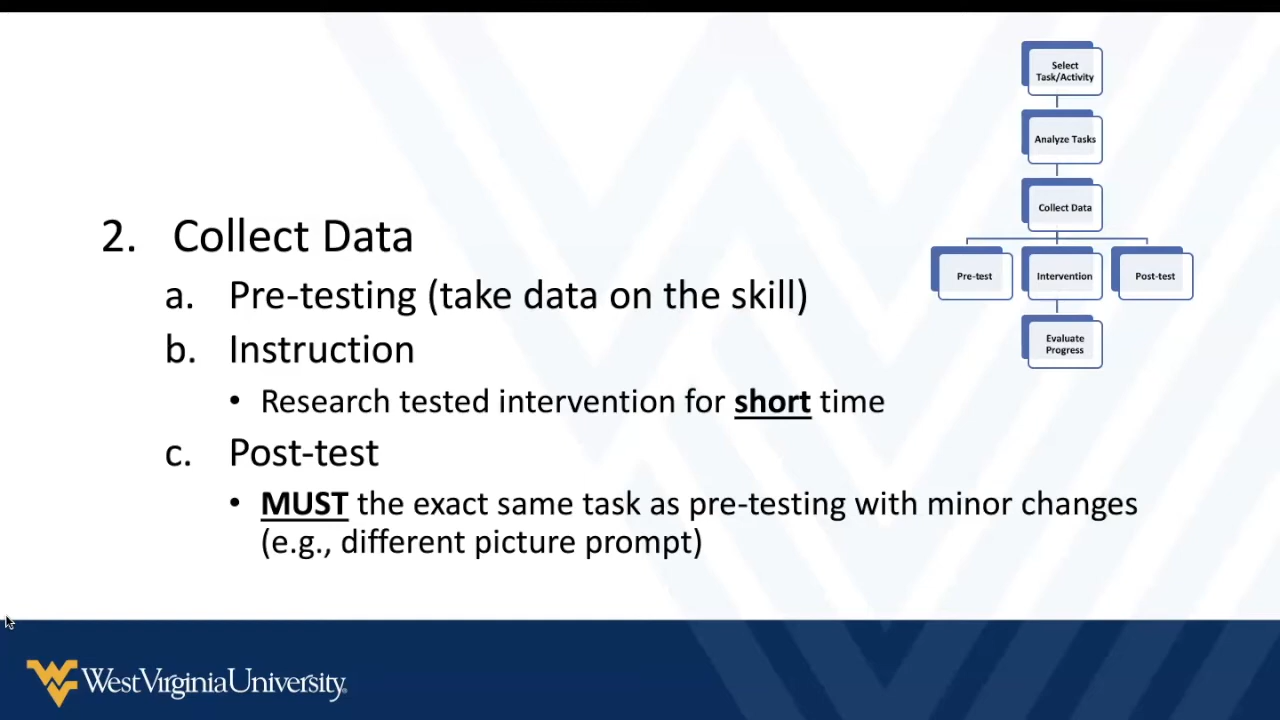 Select
Task/Activity
Analyze Tasks
Collect Data
Pre-test
Intervention
Post-test
Evaluate
Progress
2. Collect Data
a. Pre-testing (take data on the skill)
b. Instruction
• Research tested intervention for short time
c. Post-test
• MUST the exact same task as pre-testing with minor changes
(e.g., different picture prompt)
WestVirginiaUniversity.